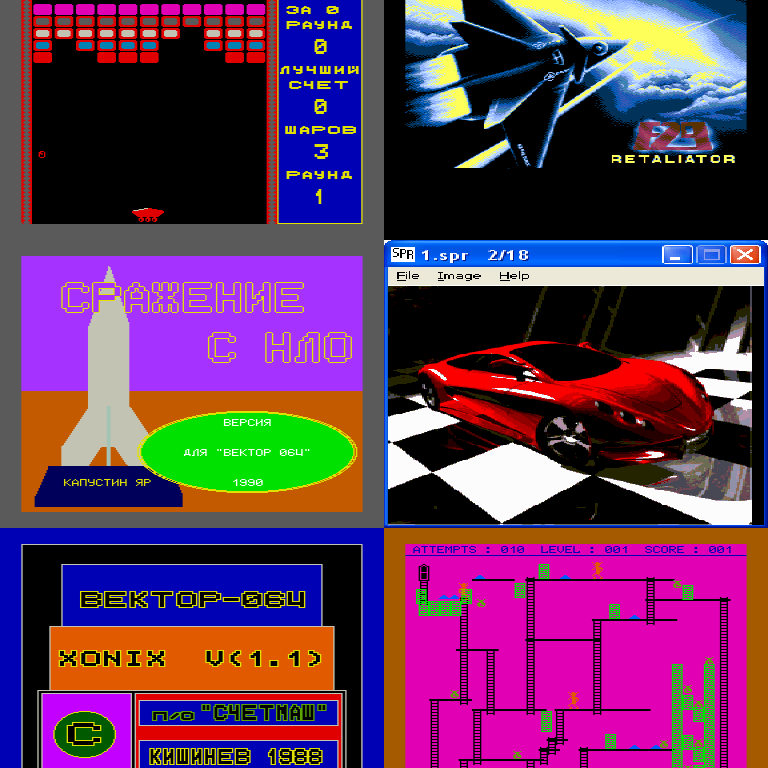 ЗА 0
РАУНД
0
ЛУЧШИЙ
СЧЕТ
0
ШАРОВ
3
РАУНД
1
F29
RETALIATOR
СРАЖЕНИЕ
С НЛО
ВЕРСИЯ
ДЛЯ "ВЕКТОР 06Ц"
1990
КАПУСТИН ЯР
SPR 1.spr 2/18
File Image Help
ВЕКТОР-06Ц
XONIX V(1.1)
С
п/о "СЧЕТМАШ"
КИШИНЕВ 1988
ATTEMPTS : 010 LEVEL : 001 SCORE : 001